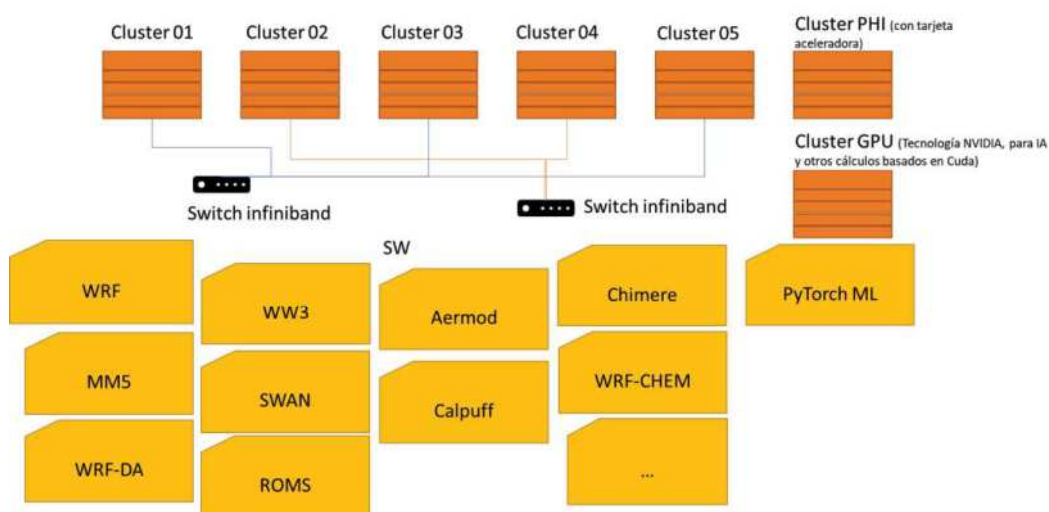 Cluster 01
Cluster 02
Cluster 03
Cluster 04
Cluster 05
Cluster PHI (con tarjeta
aceleradora)
Cluster GPU (Tecnología NVIDIA, para IA
y otros cálculos basados en Cuda)
Switch infiniband
Switch infiniband
SW
WRF
WW3
Aermod
Chimere
PyTorch ML
MM5
SWAN
Calpuff
WRF-CHEM
WRF-DA
ROMS
...